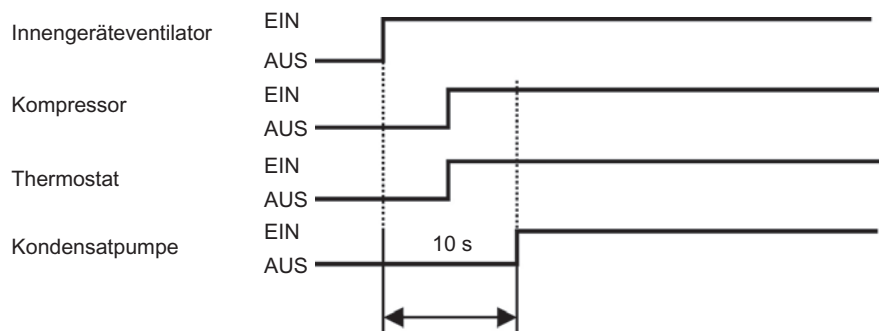 Innengeräteventilator
EIN
AUS
Kompressor
EIN
AUS
Thermostat
EIN
AUS
Kondensatpumpe
EIN
10 s
AUS